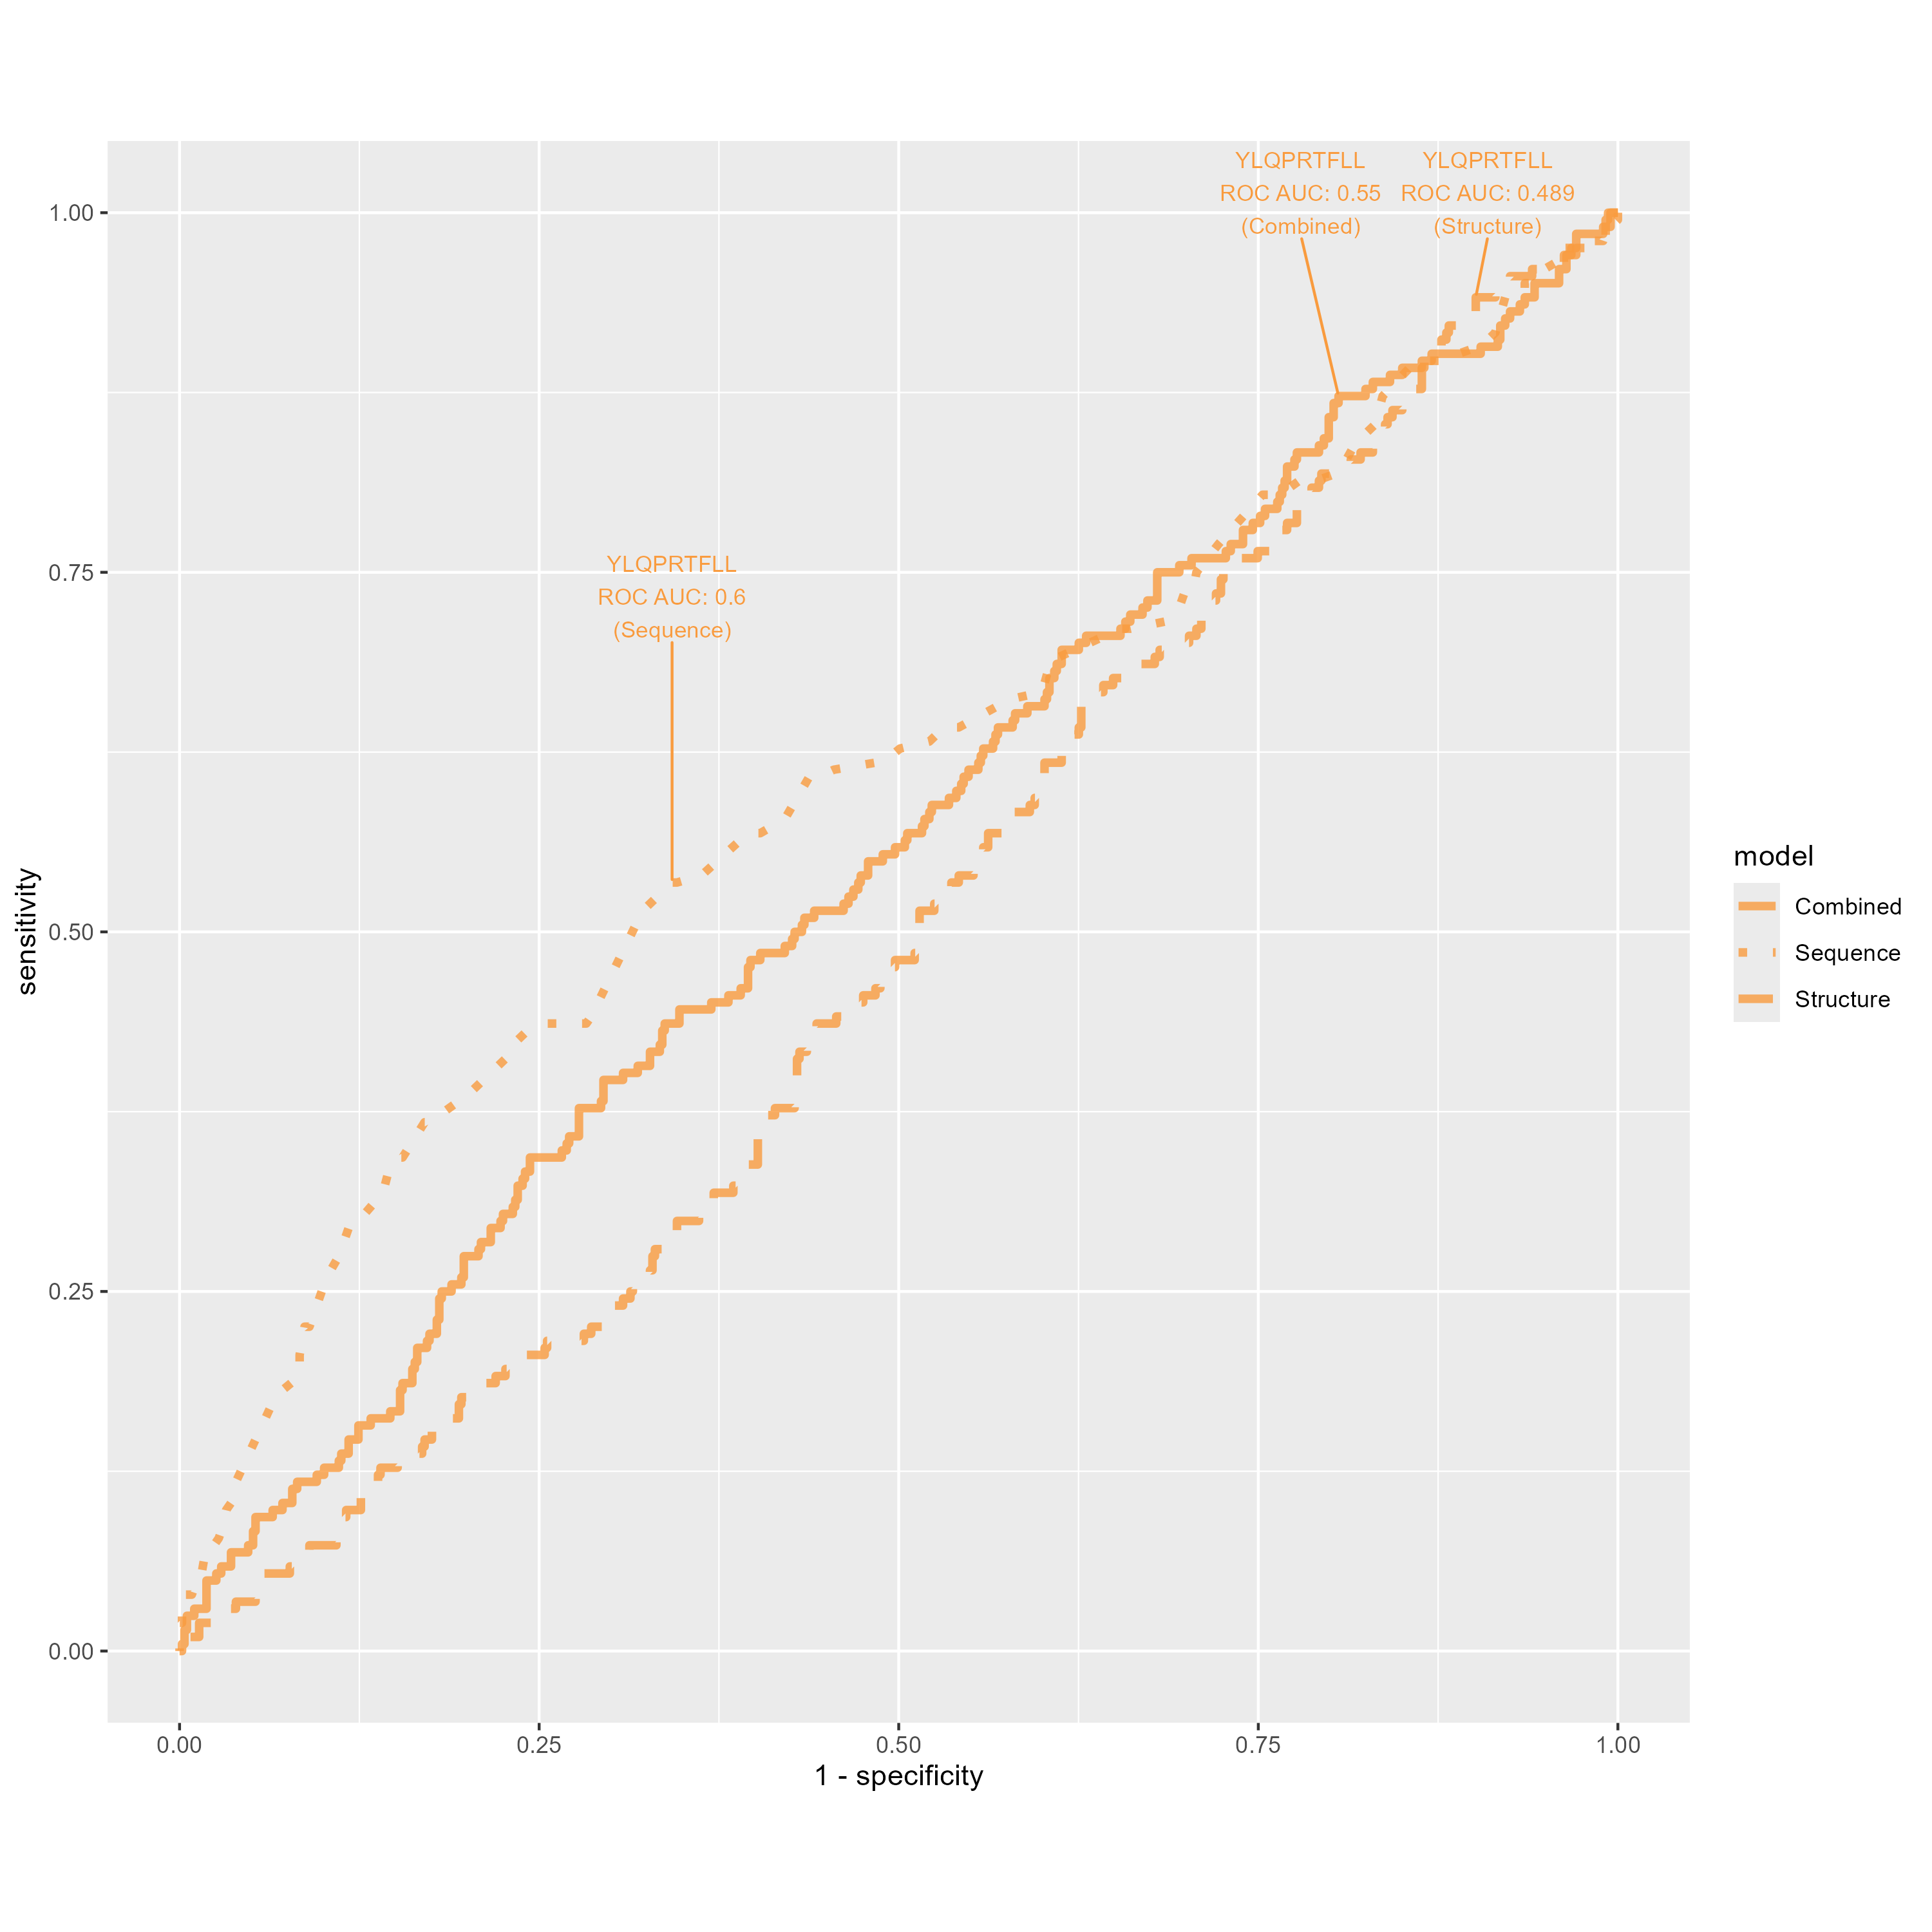 YLQPRTFLL
ROC AUC: 0.55
(Combined)
YLQPRTFLL
ROC AUC: 0.489
(Structure)
YLQPRTFLL
ROC AUC: 0.6
(Sequence)
1.00
0.75
0.50
0.25
0.00
sensitivity
0.00
0.25
0.50
0.75
1.00
1 - specificity
model
Combined
Sequence
Structure